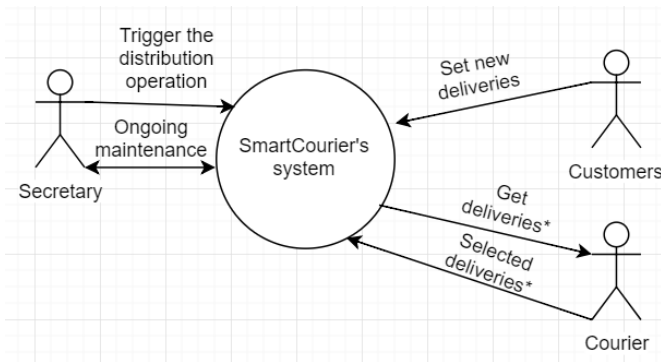 Trigger the
distribution
operation
Ongoing
maintenance
Secretary
SmartCourier's
system
Set new
deliveries
Customers
Get
deliveries*
Selected
deliveries*
Courier